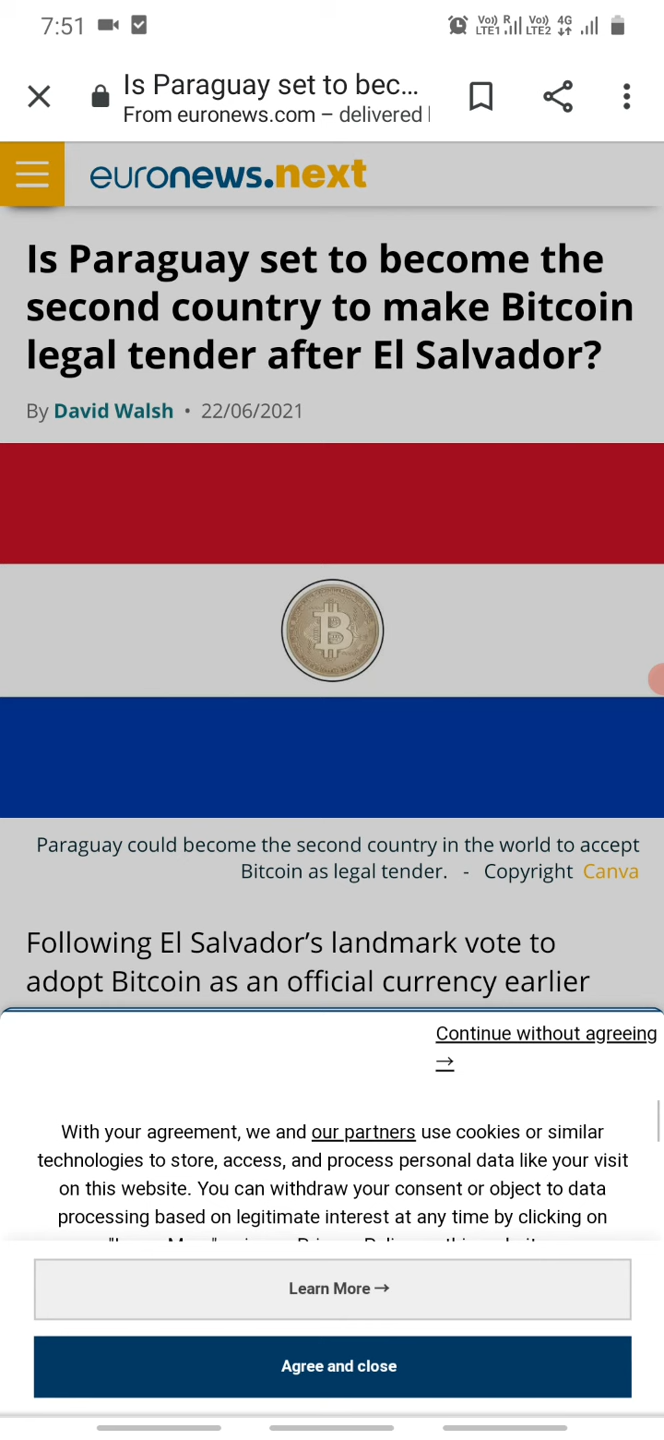 7:51
Vo)) R Vo)) 4G
LTE1 LTE2
Is Paraguay set to bec...
From euronews.com – delivered
euronews.next
Is Paraguay set to become the
second country to make Bitcoin
legal tender after El Salvador?
By David Walsh • 22/06/2021
Paraguay could become the second country in the world to accept
Bitcoin as legal tender. - Copyright Canva
Following El Salvador’s landmark vote to
adopt Bitcoin as an official currency earlier
Continue without agreeing
→
With your agreement, we and our partners use cookies or similar
technologies to store, access, and process personal data like your visit
on this website. You can withdraw your consent or object to data
processing based on legitimate interest at any time by clicking on
Learn More →
Agree and close